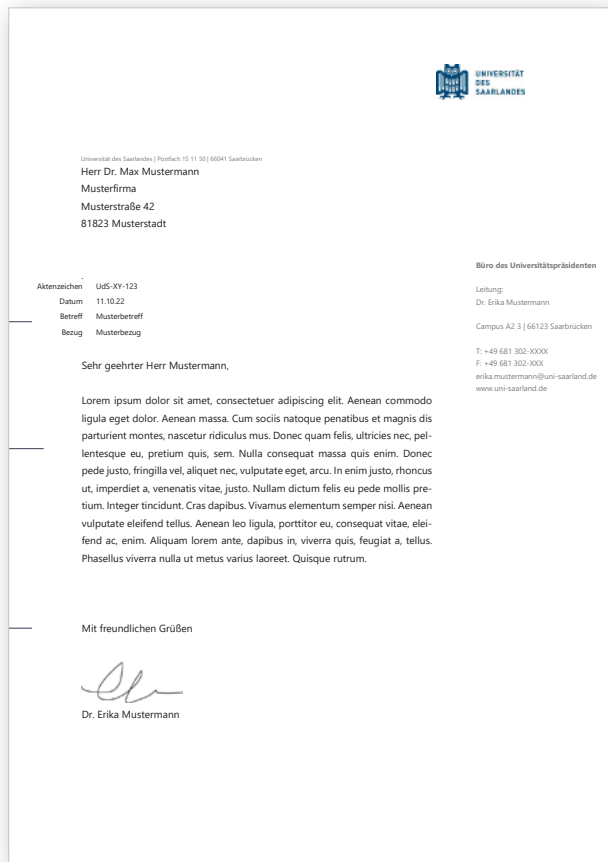 UNIVERSITÄT
DES
SAARLANDES
Universität des Saarlandes | Postfach 15 11 50 | 66041 Saarbrücken
Herr Dr. Max Mustermann
Musterfirma
Musterstraße 42
81823 Musterstadt
Büro des Universitätspräsidenten
Leitung:
Dr. Erika Mustermann
Campus A2 3 | 66123 Saarbrücken
T: +49 681 302-XXXX
F: +49 681 302-XXX
erika.mustermann@uni-saarland.de
www.uni-saarland.de
Aktenzeichen UdS-XY-123
Datum 11.10.22
Betreff Musterbetreff
Bezug Musterbezug
Sehr geehrter Herr Mustermann,
Lorem ipsum dolor sit amet, consectetuer adipiscing elit. Aenean commodo
ligula eget dolor. Aenean massa. Cum sociis natoque penatibus et magnis dis
parturient montes, nascetur ridiculus mus. Donec quam felis, ultricies nec, pel-
lentesque eu, pretium quis, sem. Nulla consequat massa quis enim. Donec
pede justo, fringilla vel, aliquet nec, vulputate eget, arcu. In enim justo, rhoncus
ut, imperdiet a, venenatis vitae, justo. Nullam dictum felis eu pede mollis pre-
tium. Integer tincidunt. Cras dapibus. Vivamus elementum semper nisi. Aenean
vulputate eleifend tellus. Aenean leo ligula, porttitor eu, consequat vitae, elei-
fend ac, enim. Aliquam lorem ante, dapibus in, viverra quis, feugiat a, tellus.
Phasellus viverra nulla ut metus varius laoreet. Quisque rutrum.
Mit freundlichen Grüßen
Dr. Erika Mustermann